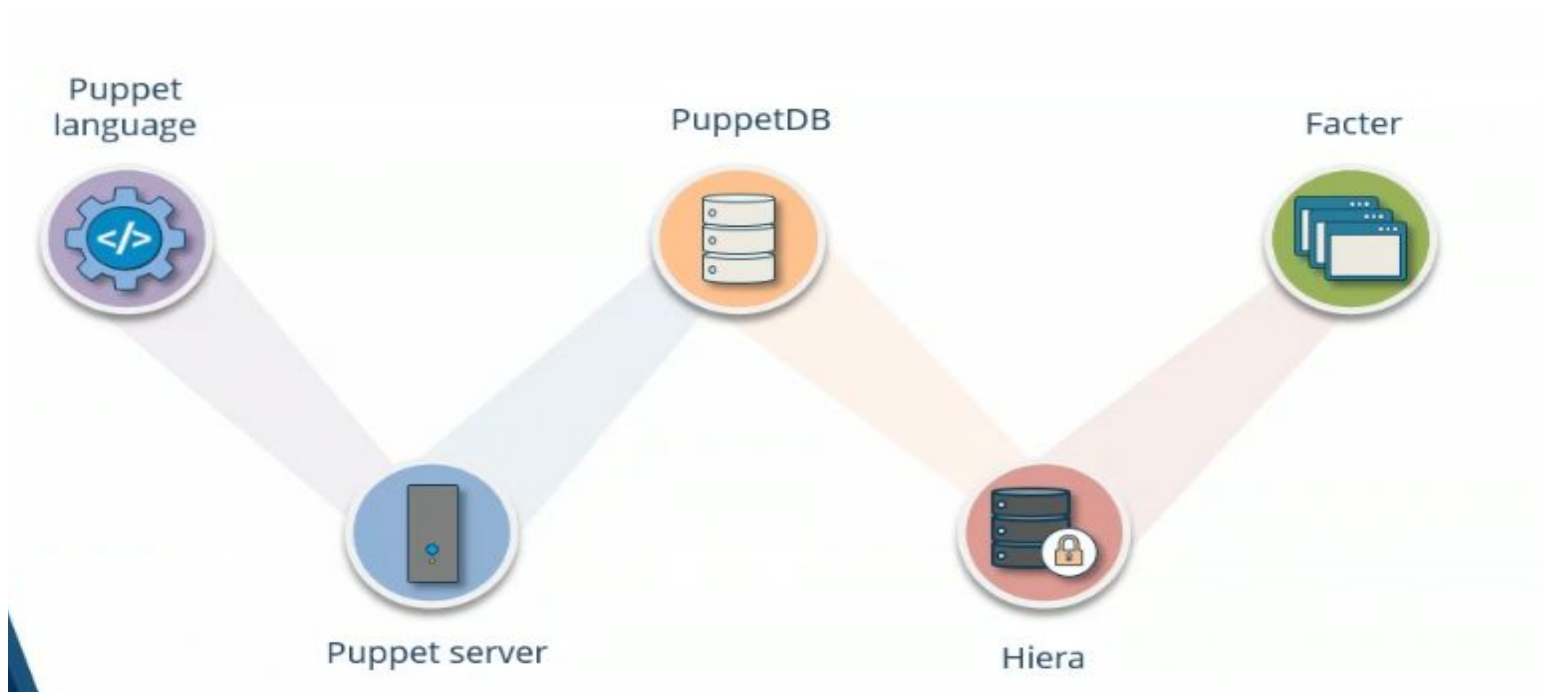 Puppet
language
PuppetDB
Facter
</>
Puppet server
Hiera